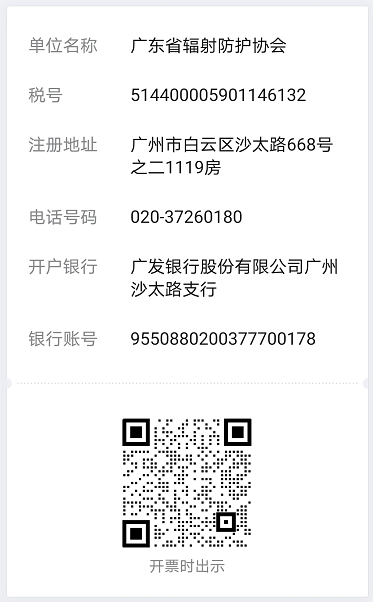 单位名称 广东省辐射防护协会
税号 514400005901146132
注册地址 广州市白云区沙太路668号
之二1119房
电话号码 020-37260180
开户银行 广发银行股份有限公司广州
沙太路支行
银行账号 9550880200377700178
开票时出示